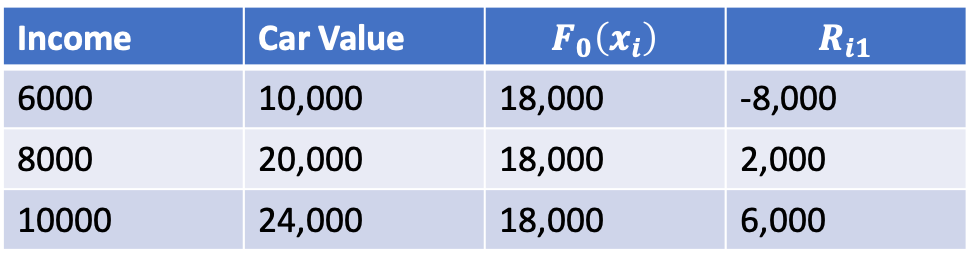 Income Car Value F₀(xᵢ) Rᵢ₁
6000 10,000 18,000 -8,000
8000 20,000 18,000 2,000
10000 24,000 18,000 6,000